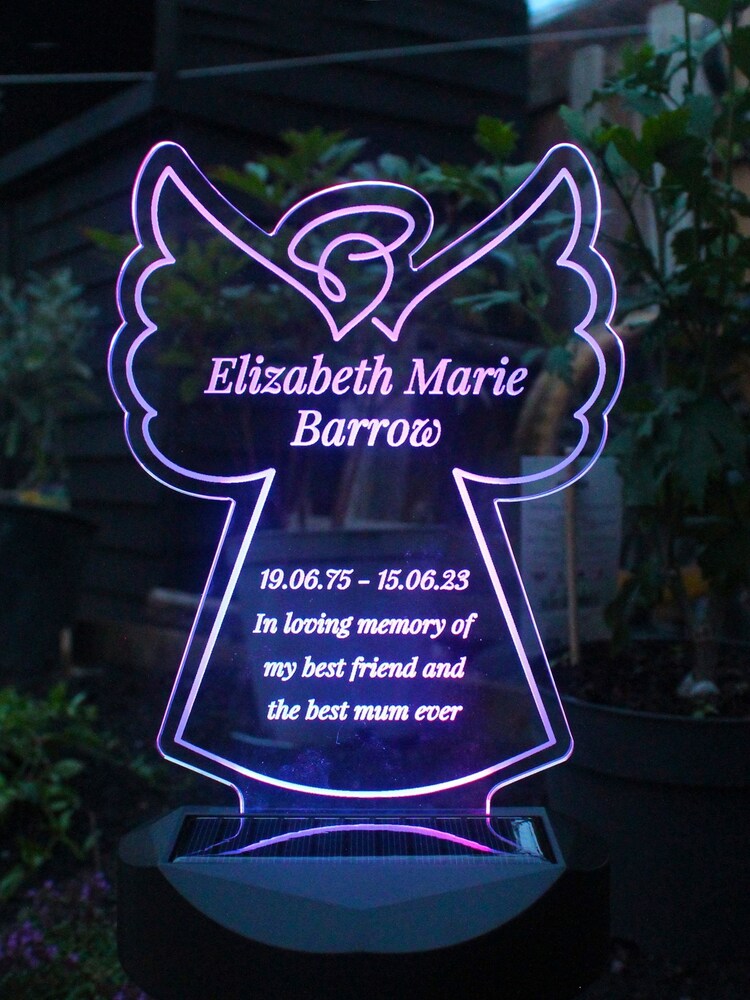 Elizabeth Marie
Barrow
19.06.75 - 15.06.23
In loving memory of
my best friend and
the best mum ever